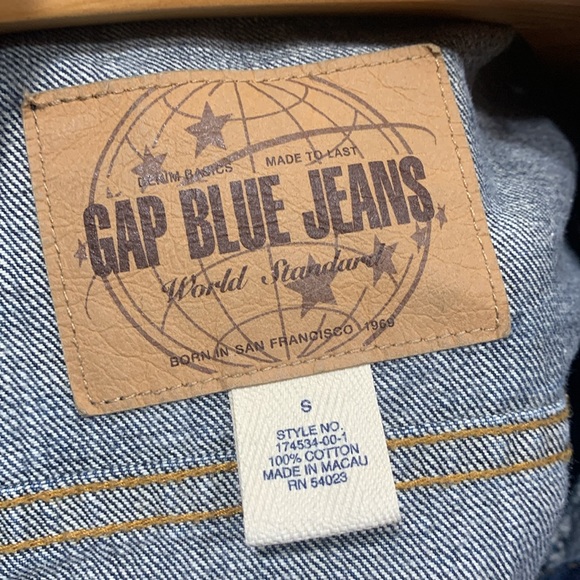 DENIM BASICS MADE TO LAST
GAP BLUE JEANS
World Standard
BORN IN SAN FRANCISCO 1969
S
STYLE NO.
174534-00-1
100% COTTON
MADE IN MACAU
RN 54023